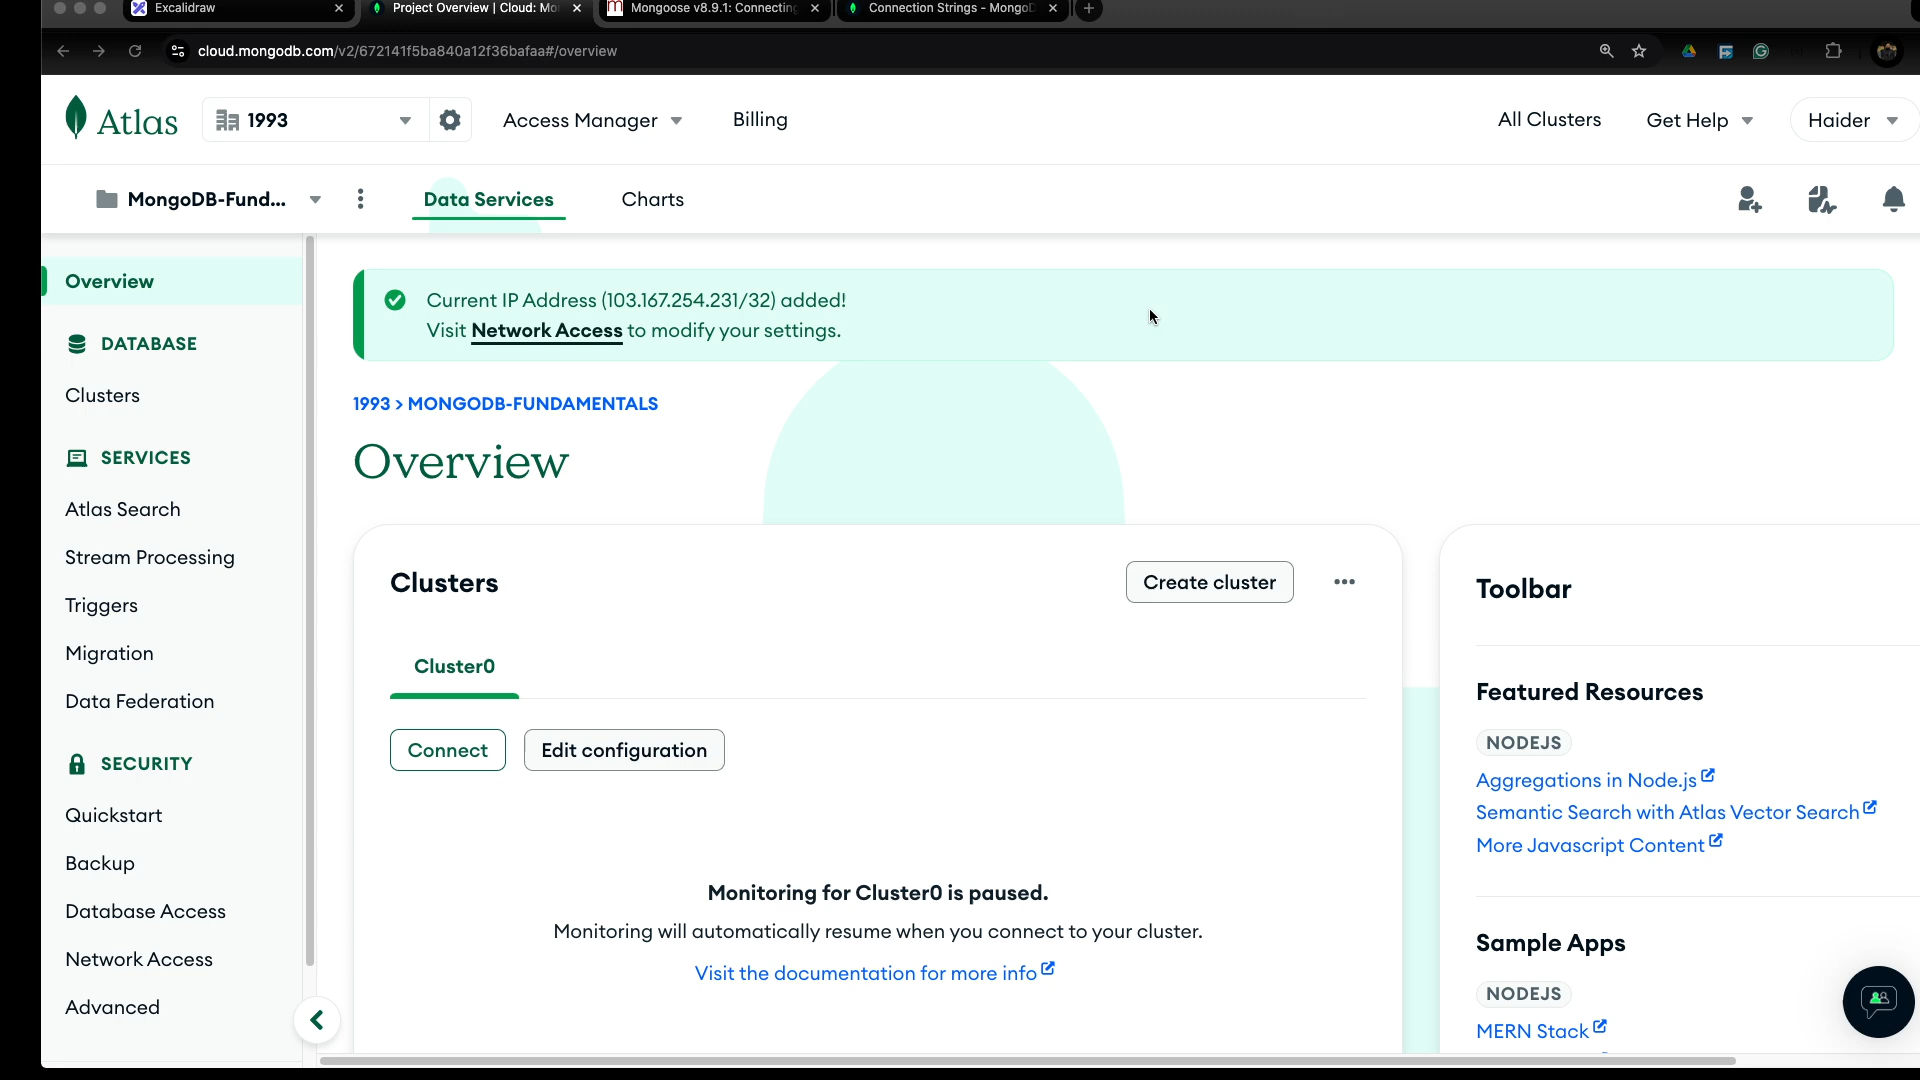 Excalidraw
Project Overview | Cloud: Mo
Mongoose v8.9.1: Connecting
Connection Strings - MongoD
cloud.mongodb.com/v2/672141f5ba840a12f36bafaa#/overview
Atlas
1993
Access Manager
Billing
All Clusters
Get Help
Haider
MongoDB-Fund...
Data Services
Charts
Overview
DATABASE
Clusters
SERVICES
Atlas Search
Stream Processing
Triggers
Migration
Data Federation
SECURITY
Quickstart
Backup
Database Access
Network Access
Advanced
Current IP Address (103.167.254.231/32) added!
Visit Network Access to modify your settings.
1993 > MONGODB-FUNDAMENTALS
Overview
Clusters
Create cluster
Cluster0
Connect
Edit configuration
Monitoring for Cluster0 is paused.
Monitoring will automatically resume when you connect to your cluster.
Visit the documentation for more info
Toolbar
Featured Resources
NODEJS
Aggregations in Node.js
Semantic Search with Atlas Vector Search
More Javascript Content
Sample Apps
NODEJS
MERN Stack